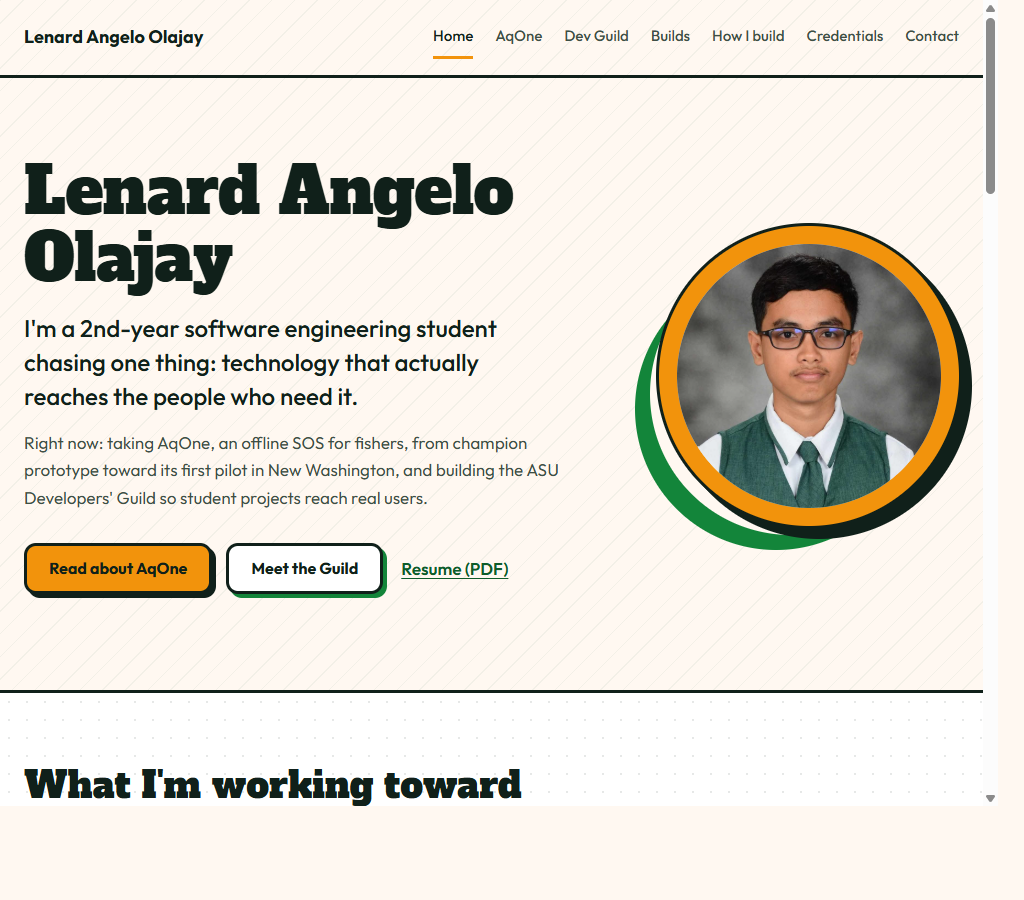 Lenard Angelo Olajay
Home AqOne Dev Guild Builds How I build Credentials Contact
Lenard Angelo
Olajay
I'm a 2nd-year software engineering student
chasing one thing: technology that actually
reaches the people who need it.
Right now: taking AqOne, an offline SOS for fishers, from champion
prototype toward its first pilot in New Washington, and building the ASU
Developers' Guild so student projects reach real users.
Read about AqOne Meet the Guild Resume (PDF)
What I'm working toward